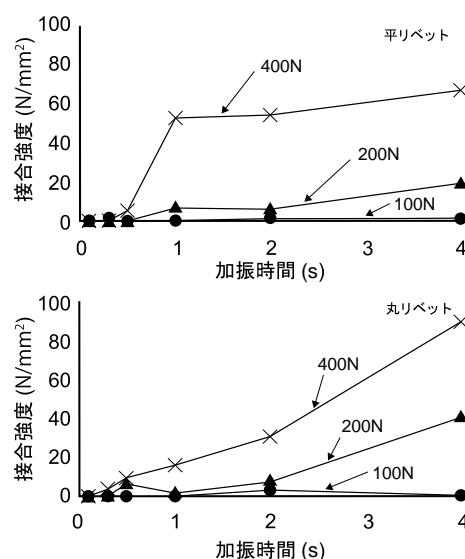 平リベット
接合強度 (N/mm²)
100
80
60
40
20
0
400N
200N
100N
0 1 2 3 4
加振時間 (s)
丸リベット
接合強度 (N/mm²)
100
80
60
40
20
0
400N
200N
100N
0 1 2 3 4
加振時間 (s)